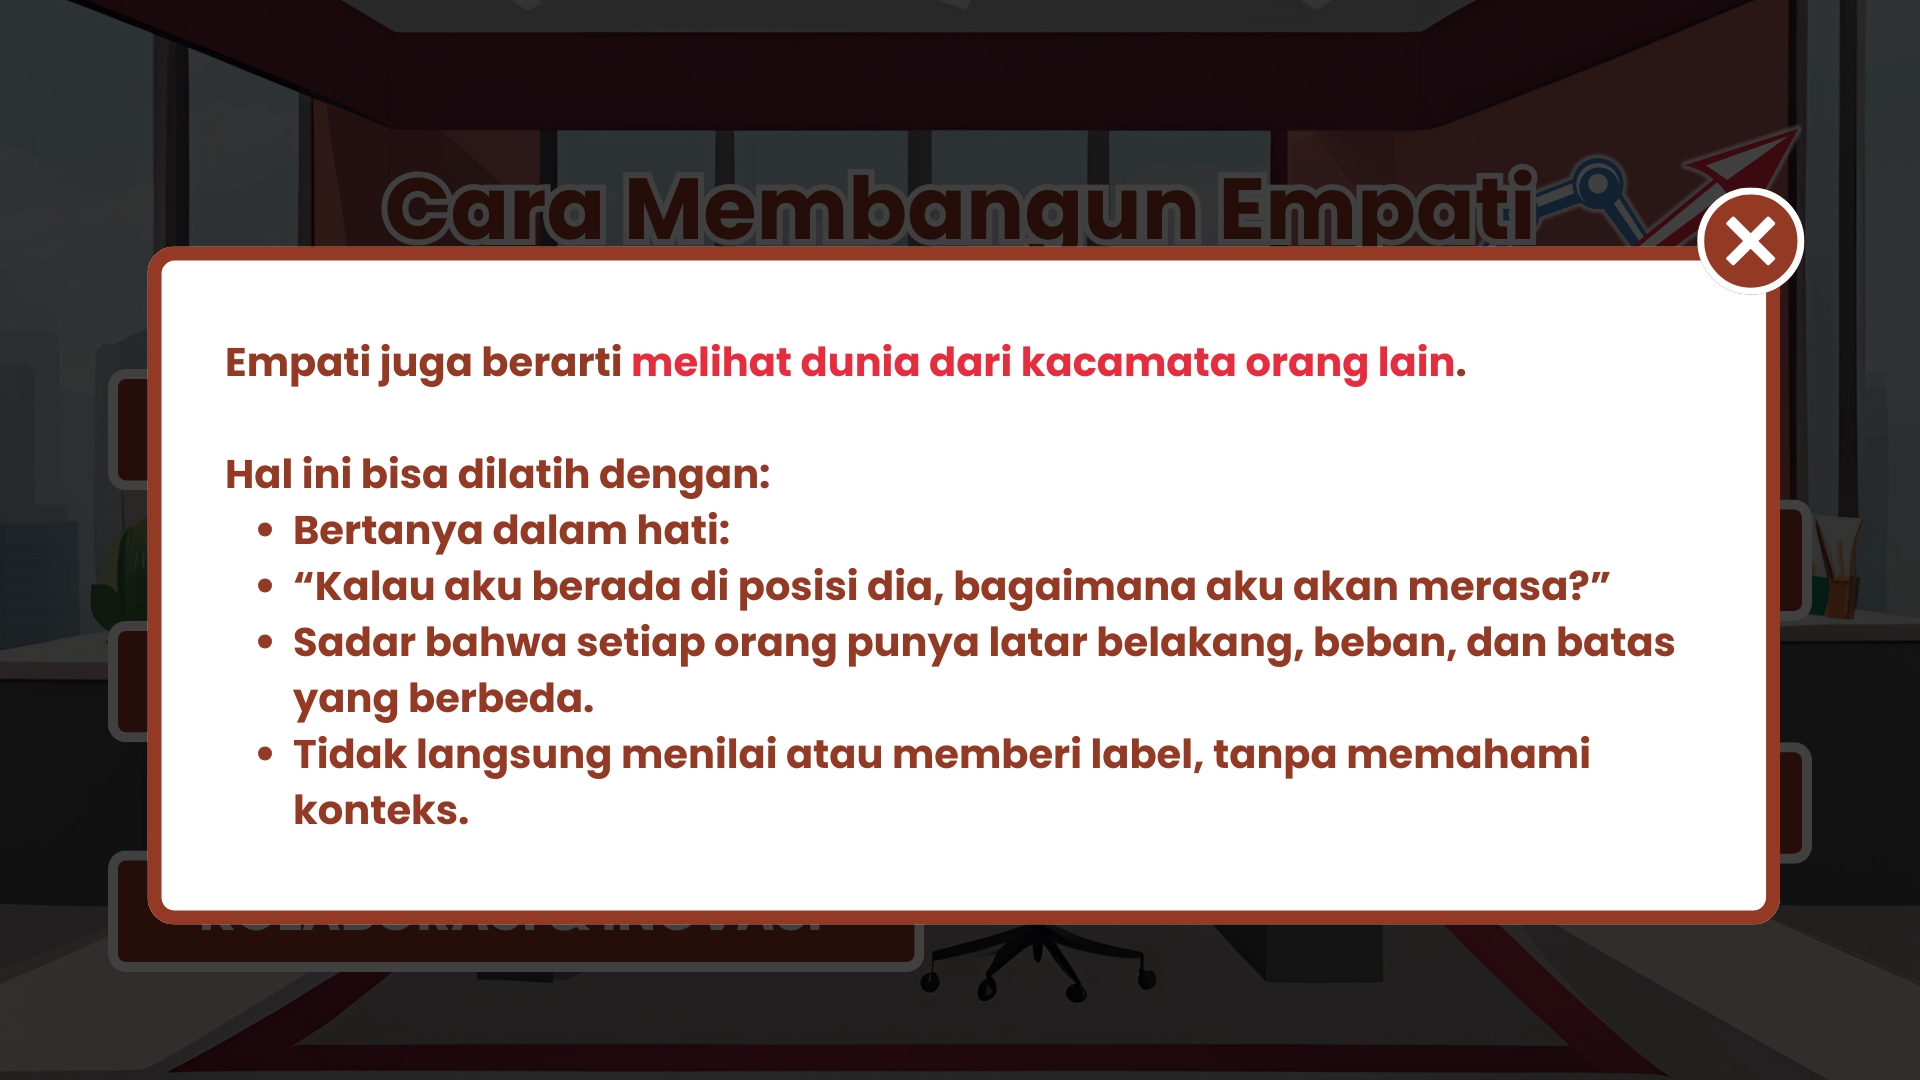 Cara Membangun Empati
Empati juga berarti melihat dunia dari kacamata orang lain.
Hal ini bisa dilatih dengan:
• Bertanya dalam hati:
• “Kalau aku berada di posisi dia, bagaimana aku akan merasa?”
• Sadar bahwa setiap orang punya latar belakang, beban, dan batas
yang berbeda.
• Tidak langsung menilai atau memberi label, tanpa memahami
konteks.
KOLABORASI & INOVASI